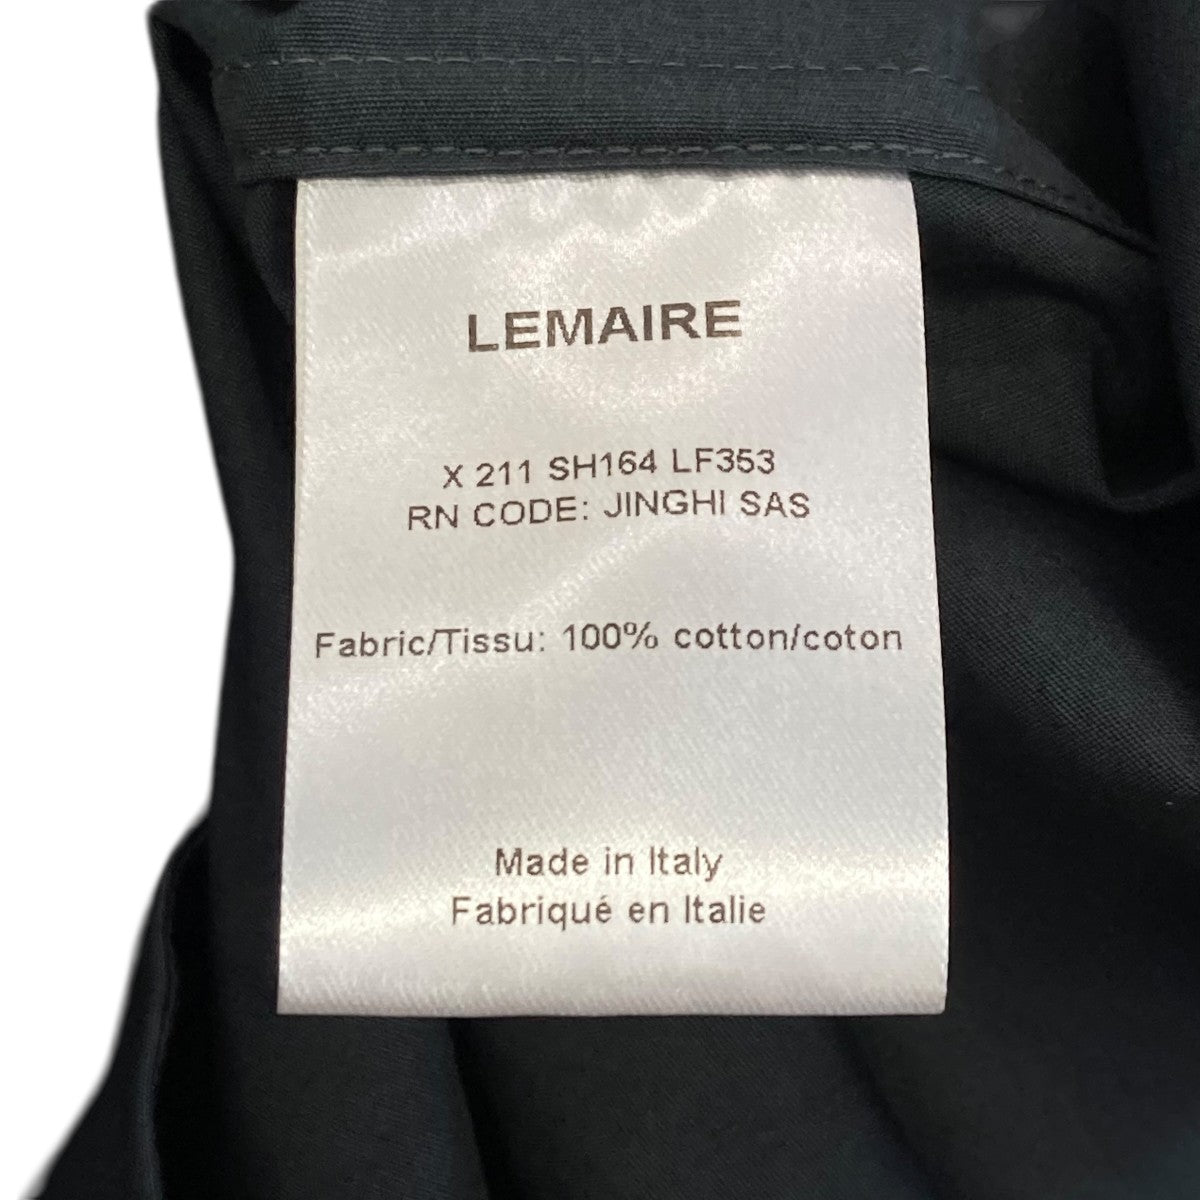 LEMAIRE
X 211 SH164 LF353
RN CODE: JINGHI SAS
Fabric/Tissu: 100% cotton/coton
Made in Italy
Fabriqué en Italie